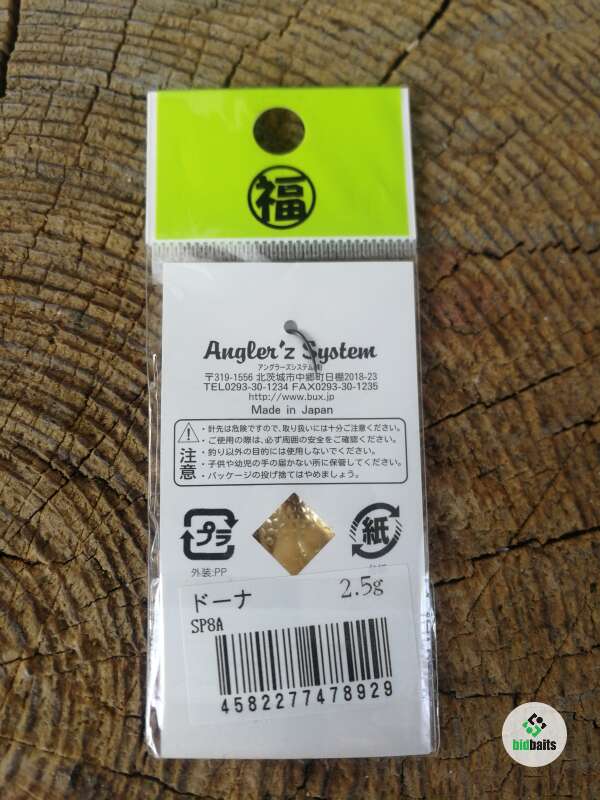 福
Angler'z System
アングラーズシステム㈱
〒319-1556 北茨城市中郷町日棚2018-23
TEL0293-30-1234 FAX0293-30-1235
http://www.bux.jp
Made in Japan
注意
・針先は危険ですので、取り扱いには十分ご注意ください。
・ご使用の際は、必ず周囲の安全をご確認ください。
・釣り以外の目的には使用しないでください。
・子供や幼児の手の届かない所に保管してください。
・パッケージの投げ捨てはやめましょう。
プラ
紙
外装:PP
ドーナ 2.5g
SP8A
4582277478929
bidbaits